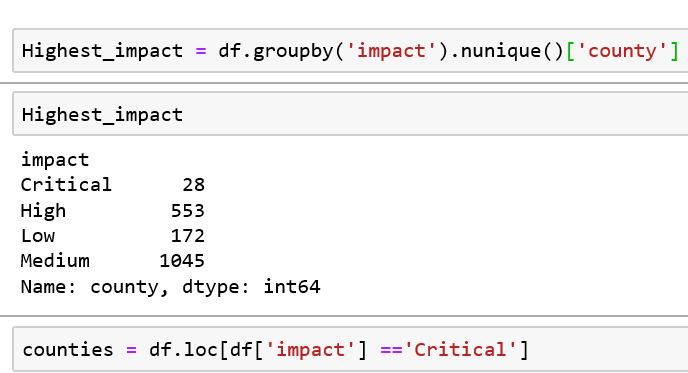 Highest_impact = df.groupby('impact').nunique()['county']
Highest_impact
impact
Critical      28
High         553
Low          172
Medium      1045
Name: county, dtype: int64
counties = df.loc[df['impact'] =='Critical']